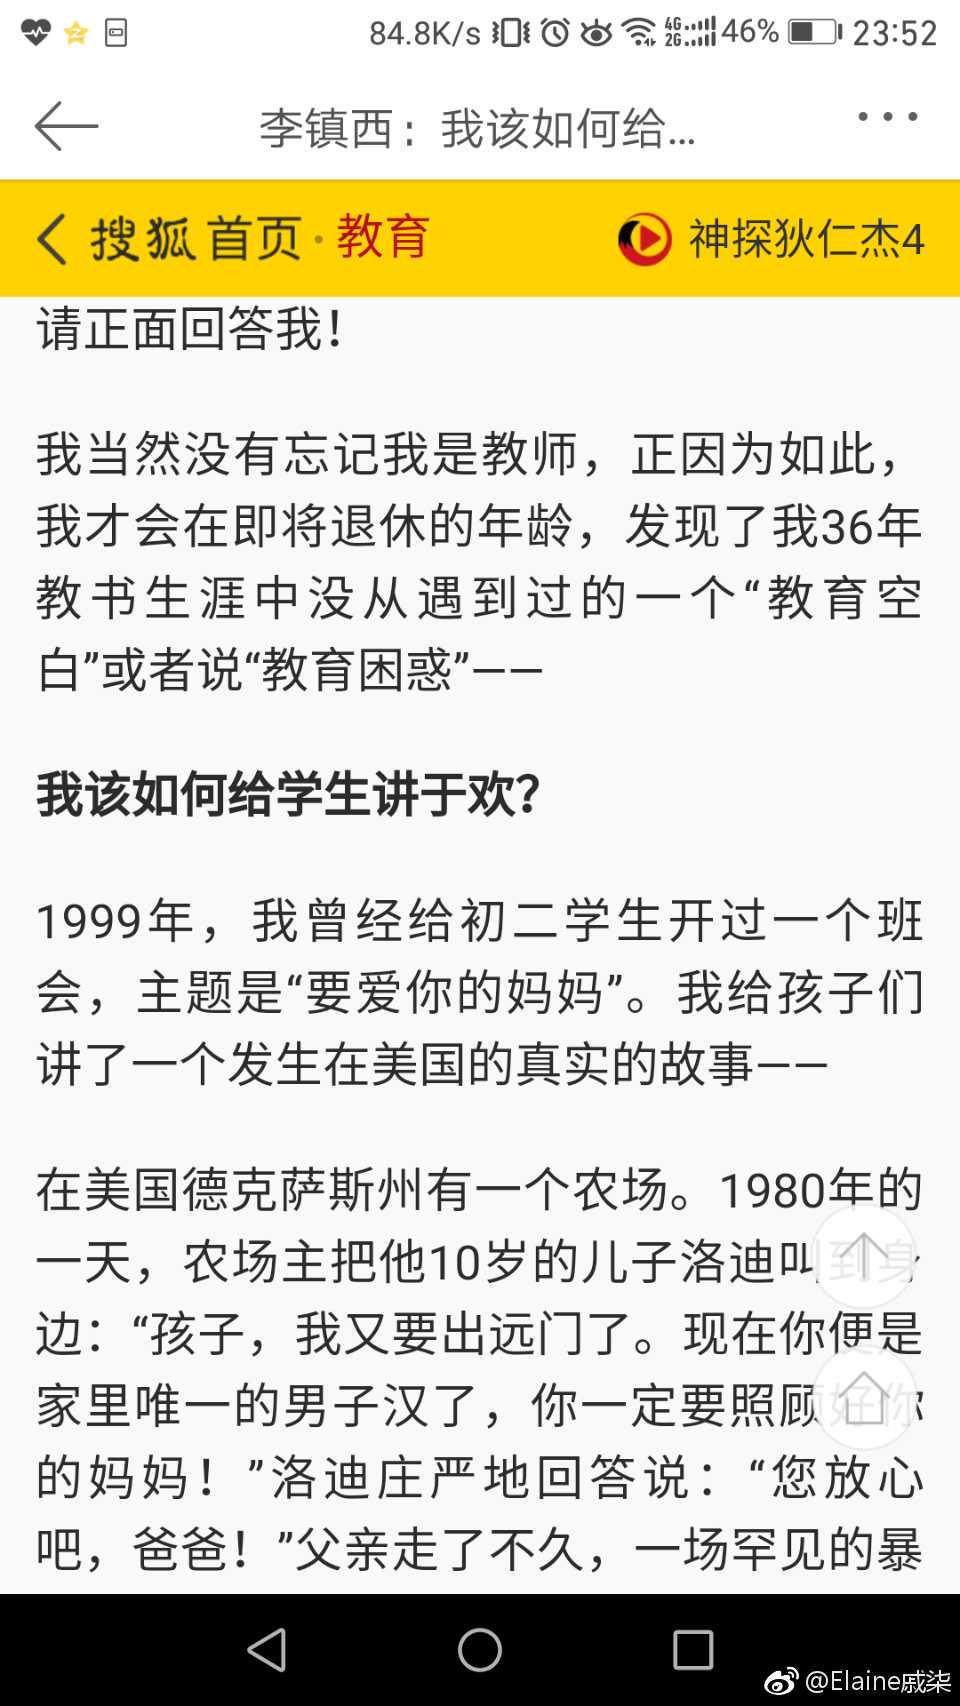 84.8K/s 4G 2G 46% 23:52
李镇西：我该如何给...
搜狐 首页·教育 神探狄仁杰4
请正面回答我！
我当然没有忘记我是教师，正因为如此，
我才会在即将退休的年龄，发现了我36年
教书生涯中没从遇到过的一个“教育空
白”或者说“教育困惑”——
我该如何给学生讲于欢？
1999年，我曾经给初二学生开过一个班
会，主题是“要爱你的妈妈”。我给孩子们
讲了一个发生在美国的真实的故事——
在美国德克萨斯州有一个农场。1980年的
一天，农场主把他10岁的儿子洛迪叫到身
边：“孩子，我又要出远门了。现在你便是
家里唯一的男子汉了，你一定要照顾好你
的妈妈！”洛迪庄严地回答说：“您放心
吧，爸爸！”父亲走了不久，一场罕见的暴
@Elaine戚柒